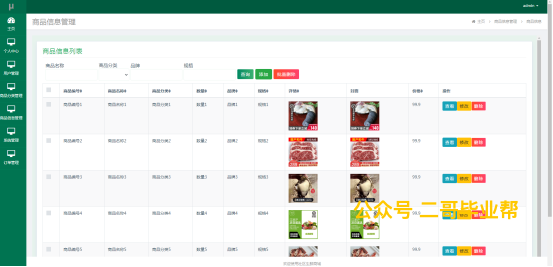 admin
商品信息管理
主页
商品信息管理
商品信息
主页
个人中心
用户管理
商品分类管理
商品信息管理
系统管理
订单管理
商品信息列表
商品名称 商品分类 品牌 规格
查询 添加 批量删除
商品编号 商品名称 商品分类 数量 品牌 规格 详情 封面 价格 操作
商品编号1 商品名称1 商品分类1 数量1 品牌1 规格1 99.9 查看 修改 删除
商品编号2 商品名称2 商品分类2 数量2 品牌2 规格2 99.9 查看 修改 删除
商品编号3 商品名称3 商品分类3 数量3 品牌3 规格3 99.9 查看 修改 删除
商品编号4 商品名称4 商品分类4 数量4 品牌4 规格4 99.9 查看 修改 删除
公众号 二哥毕业帮
商品编号5 商品名称5 商品分类5 数量5 品牌5 规格5 99.9 查看 修改 删除